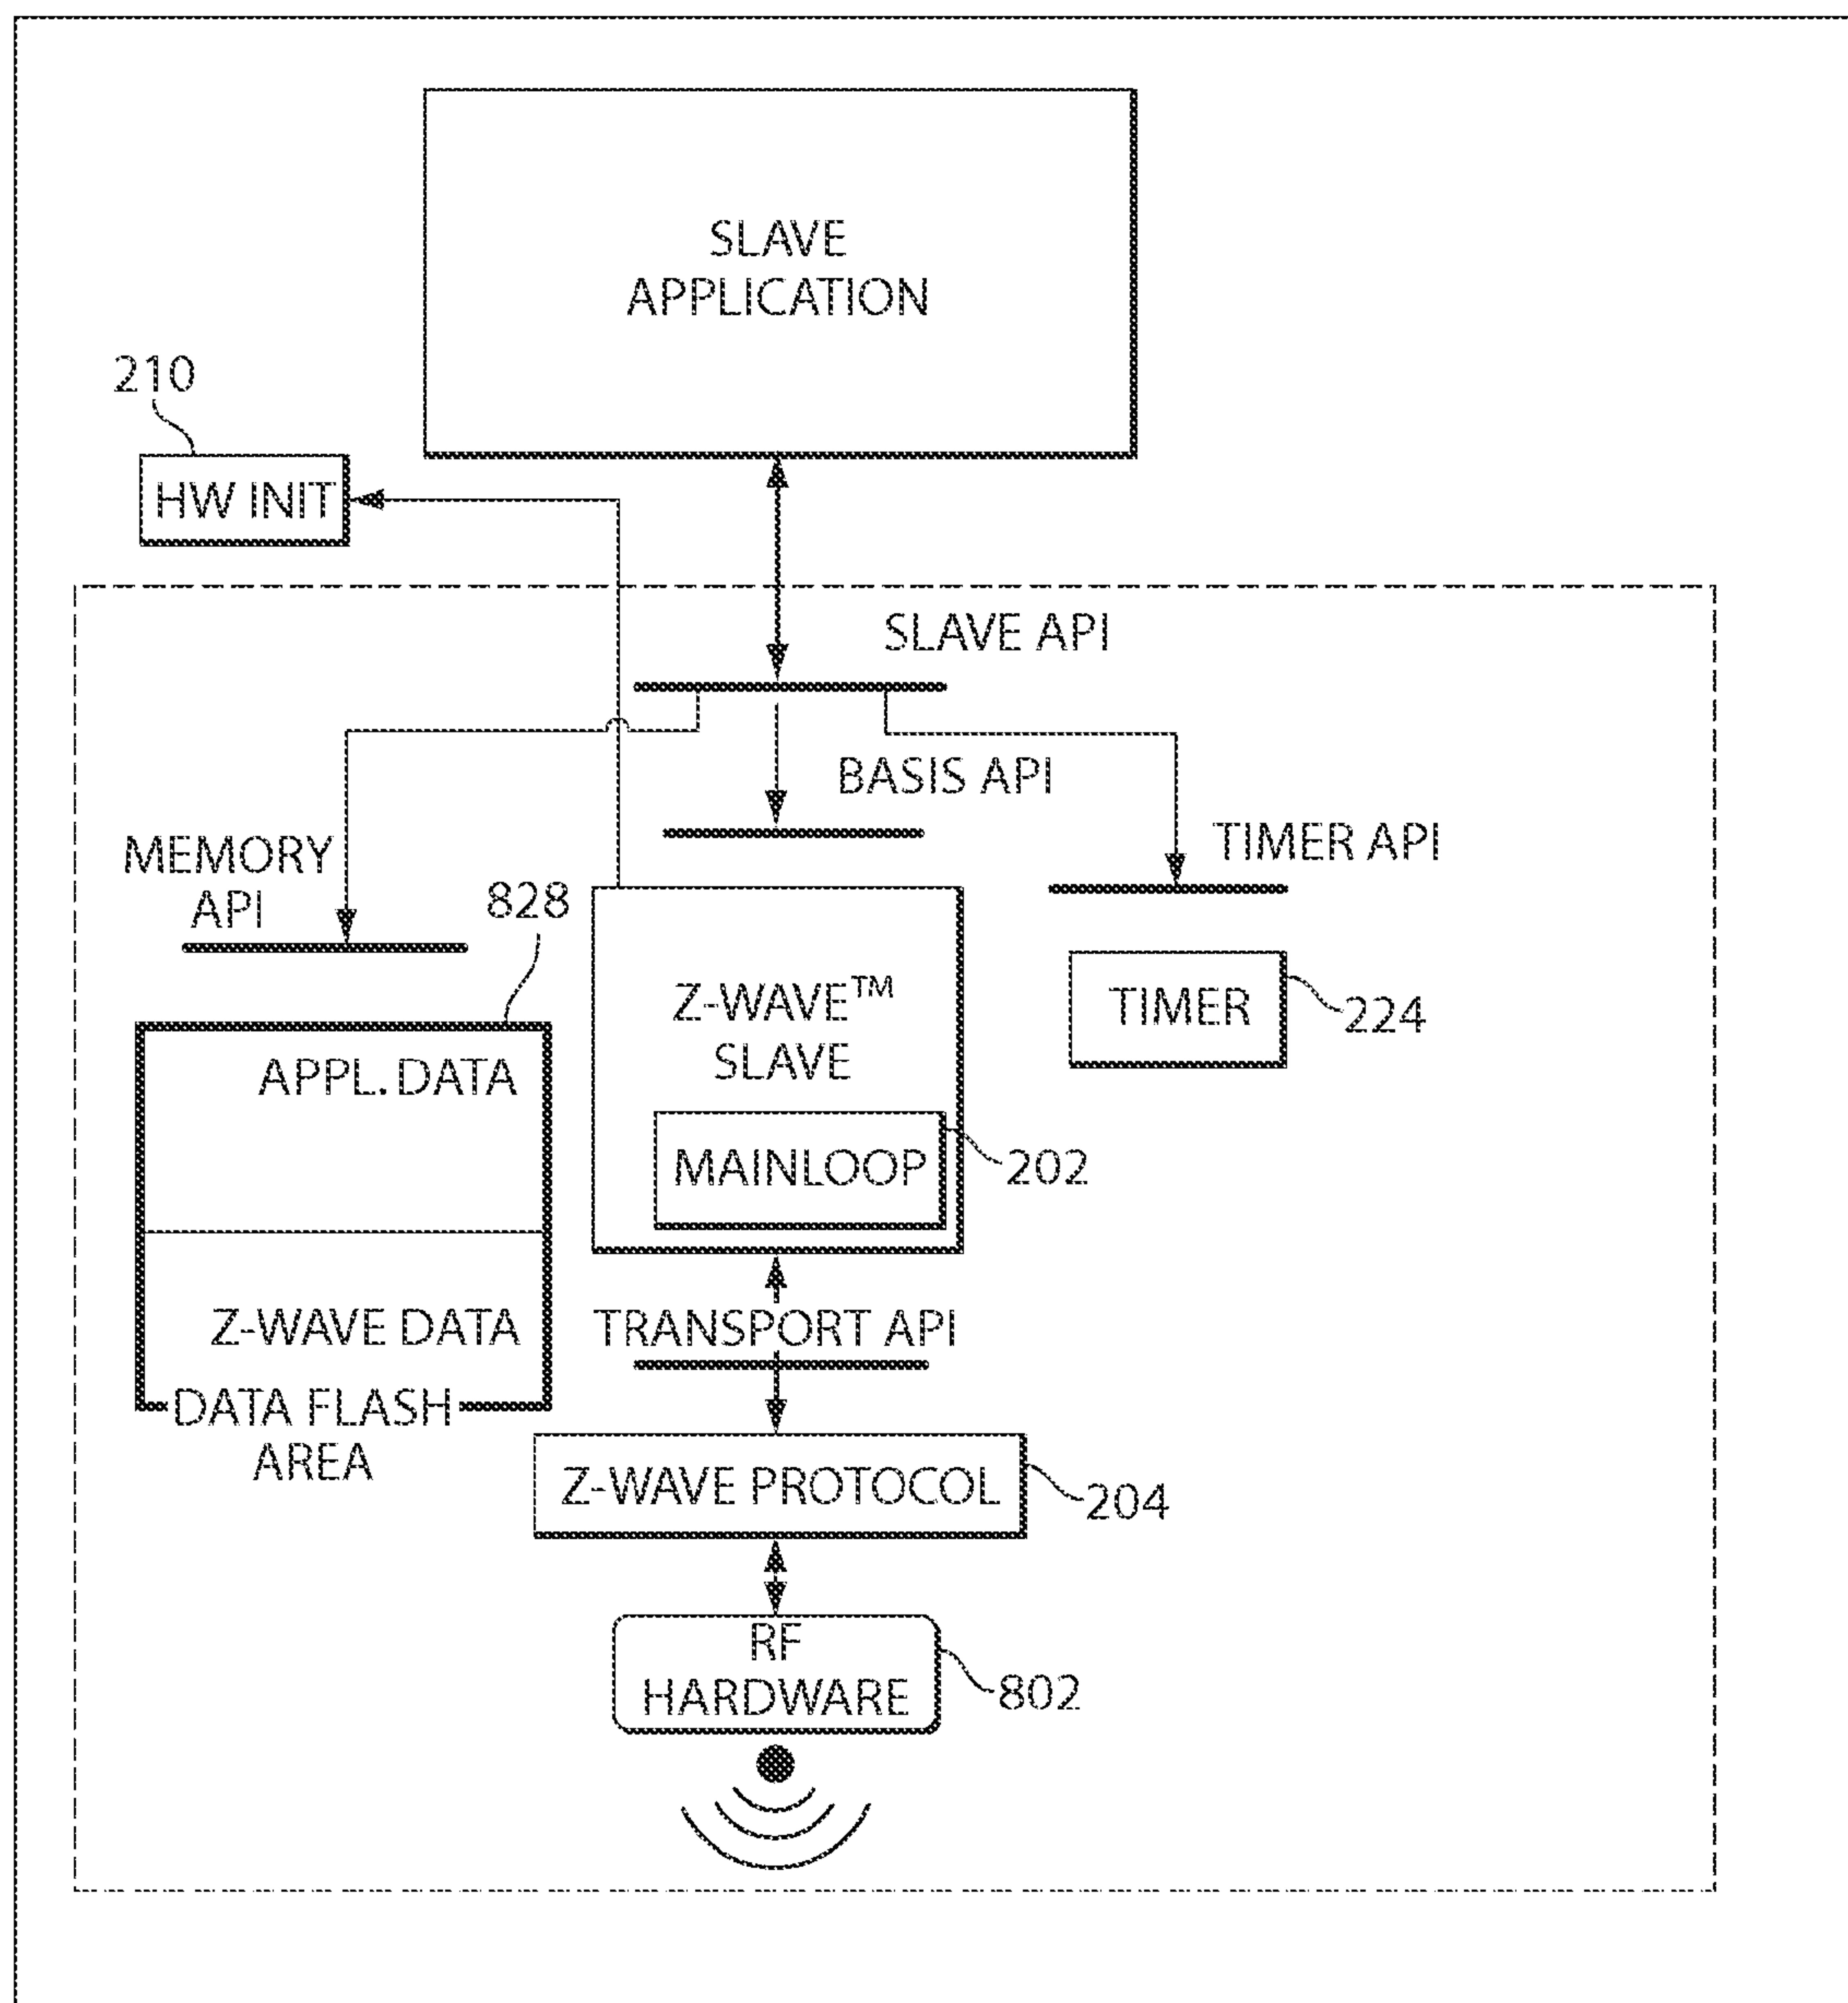 SLAVE
APPLICATION
210
HW INIT
SLAVE API
BASIS API
TIMER API
MEMORY
API
828
Z-WAVE™
SLAVE
TIMER
224
APPL. DATA
MAINLOOP
202
Z-WAVE DATA
TRANSPORT API
DATA FLASH
AREA
Z-WAVE PROTOCOL
204
RF
HARDWARE
802